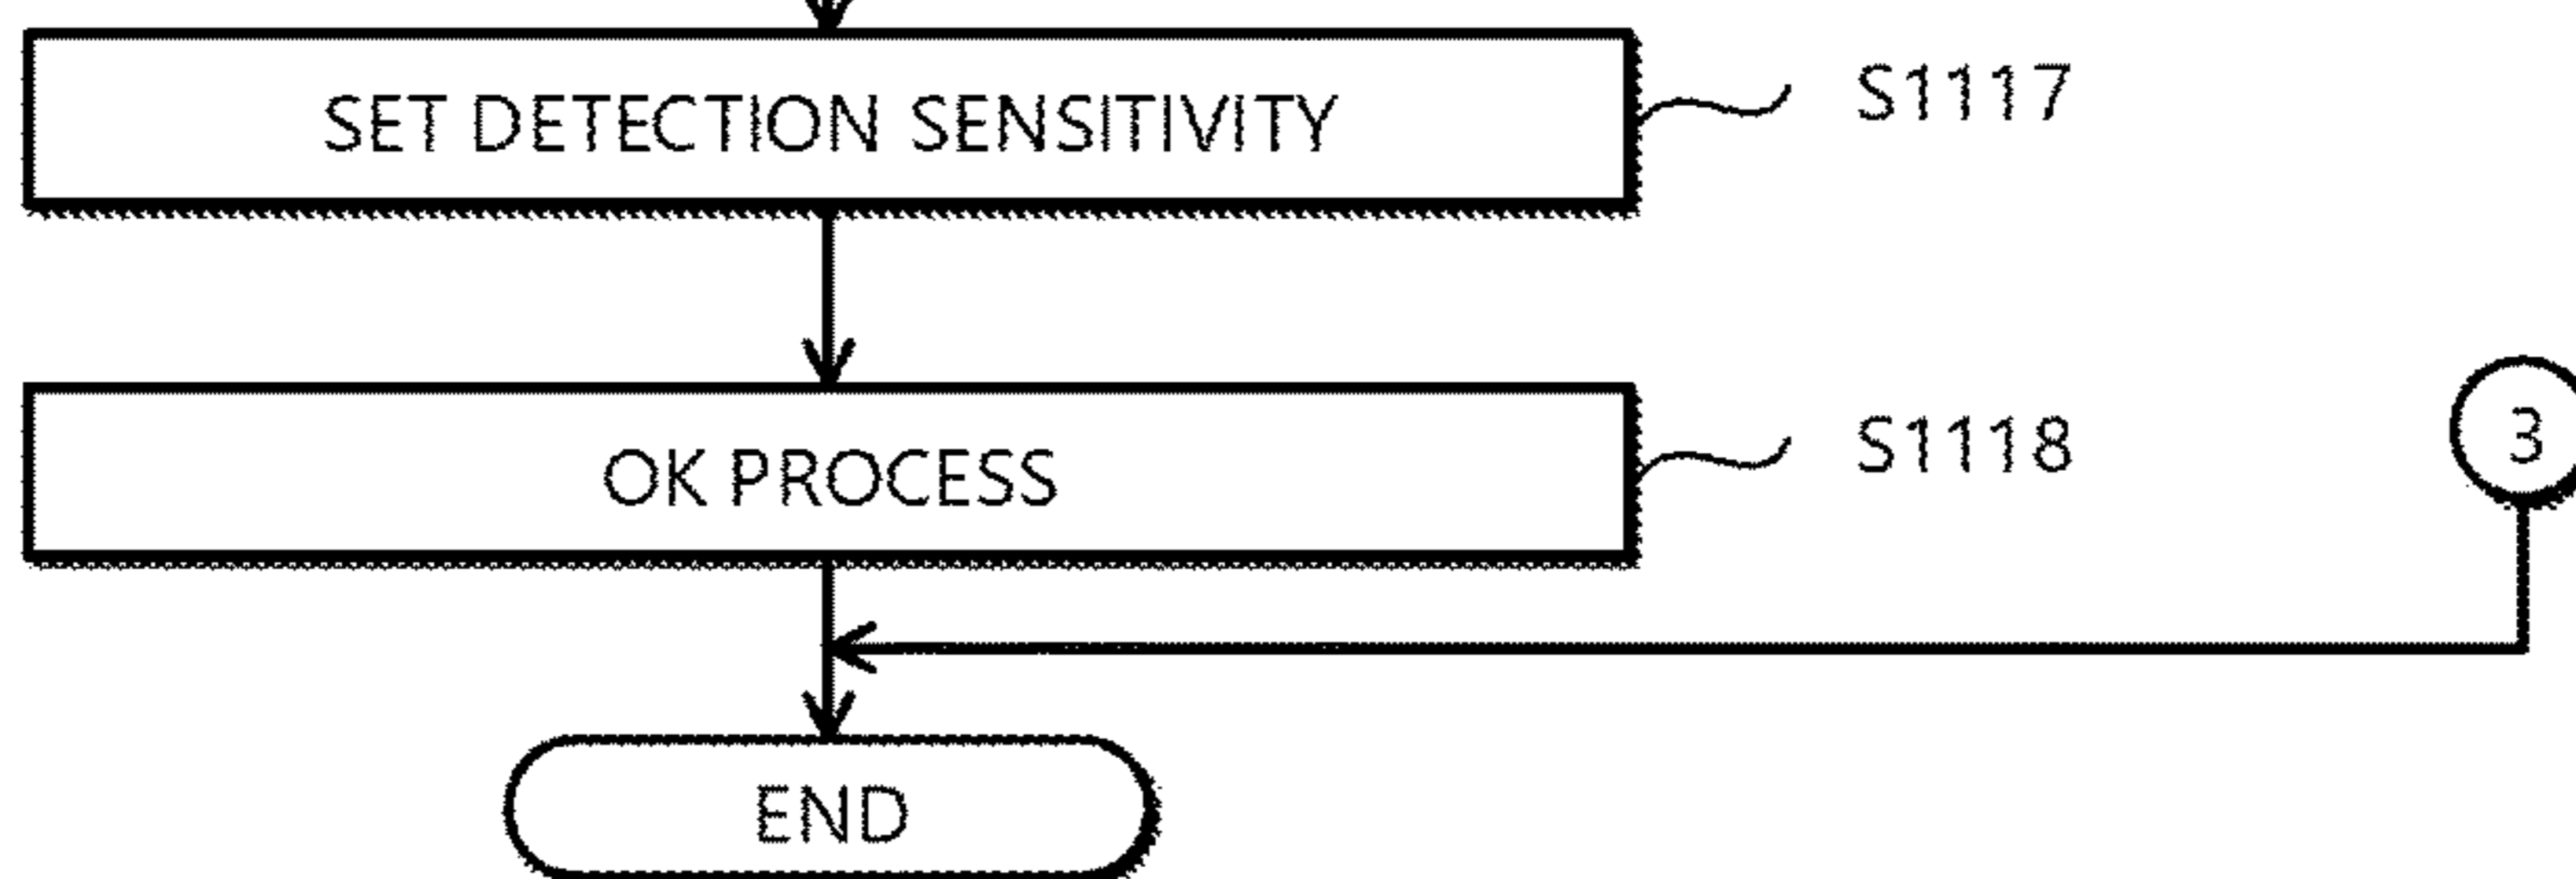 SET DETECTION SENSITIVITY
S1117
OK PROCESS
S1118
3
END